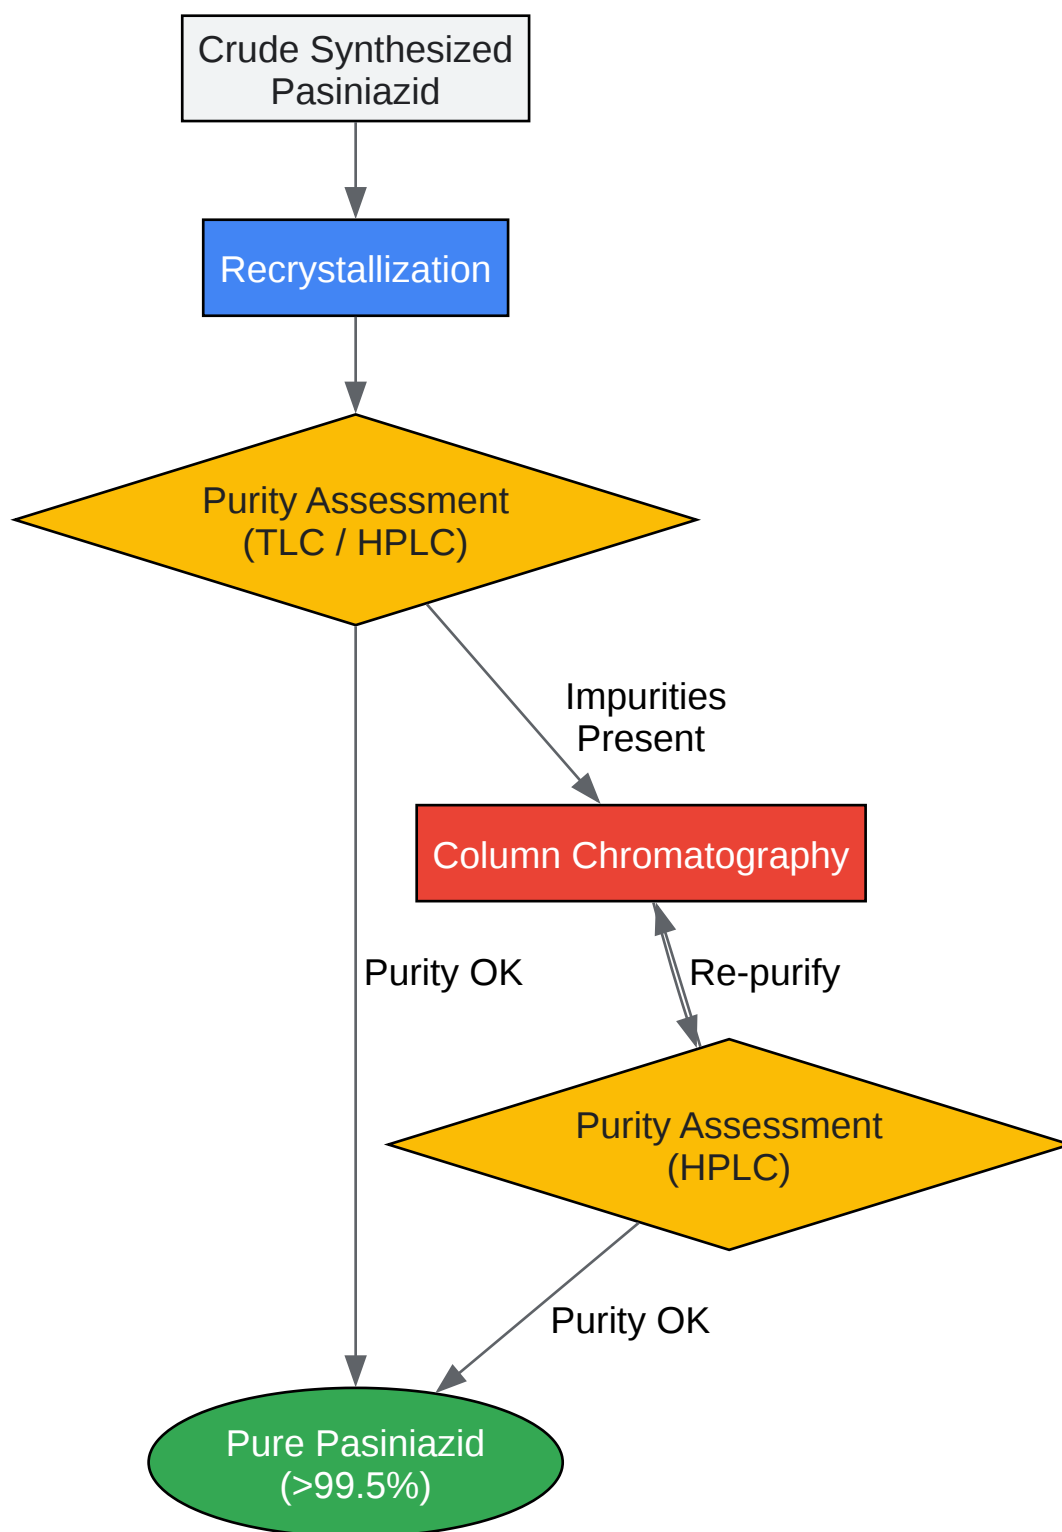 Crude Synthesized
Pasiniazid
Recrystallization
Purity Assessment
(TLC / HPLC)
Impurities
Present
Column Chromatography
Purity OK
Re-purify
Purity Assessment
(HPLC)
Purity OK
Pure Pasiniazid
(>99.5%)